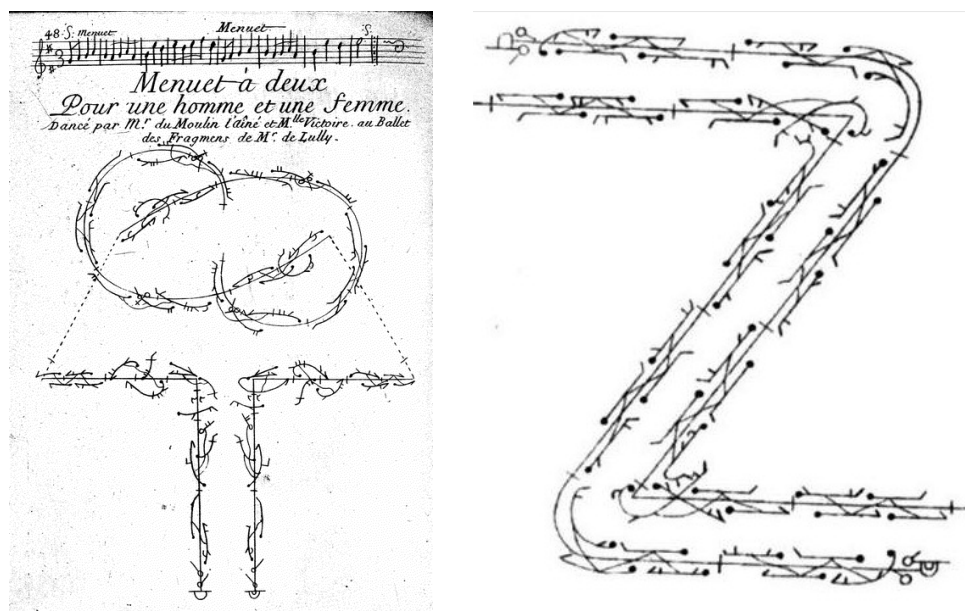 48. S. Menuet Menuet S.
Menuet à deux
Pour une homme et une femme.
Dancé par Mr. du Moulin l'aîné et Mlle Victoire. au Ballet
des Fragmens de Mr. de Lully.